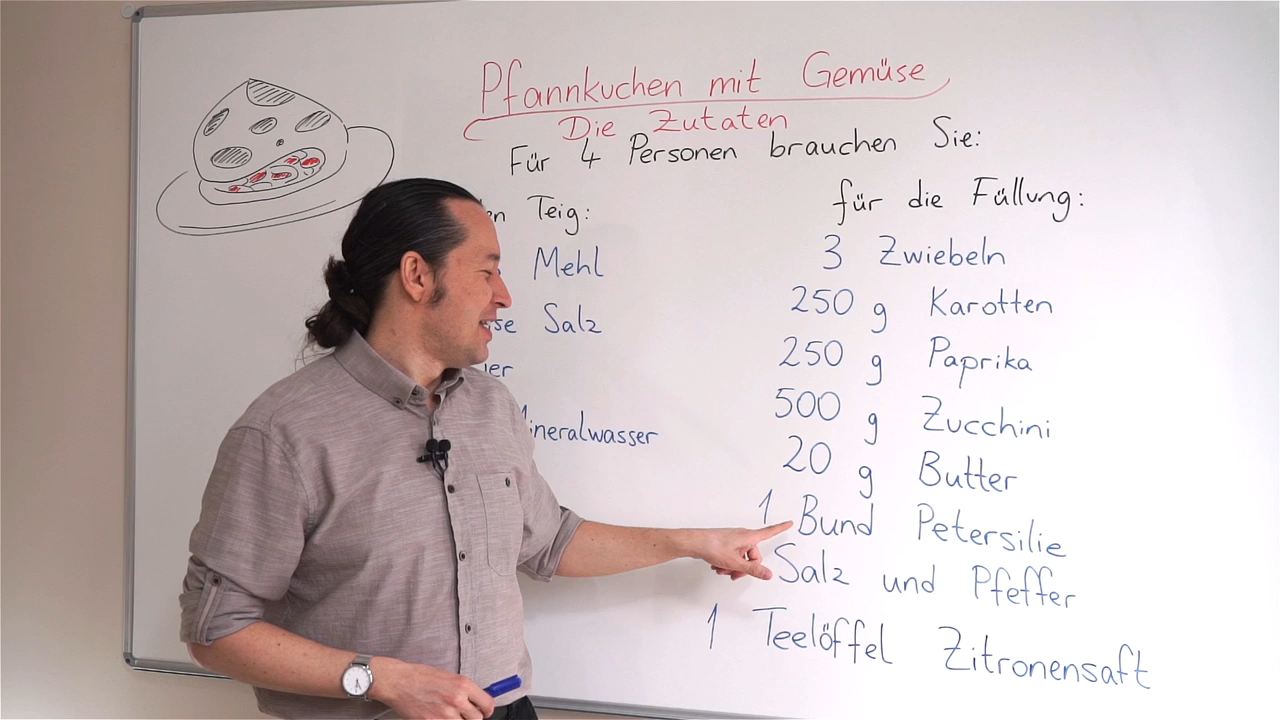 Pfannkuchen mit Gemüse
Die Zutaten
Für 4 Personen brauchen Sie:
Teig:
Mehl
Salz
Mineralwasser
für die Füllung:
3 Zwiebeln
250 g Karotten
250 g Paprika
500 g Zucchini
20 g Butter
1 Bund Petersilie
Salz und Pfeffer
1 Teelöffel Zitronensaft